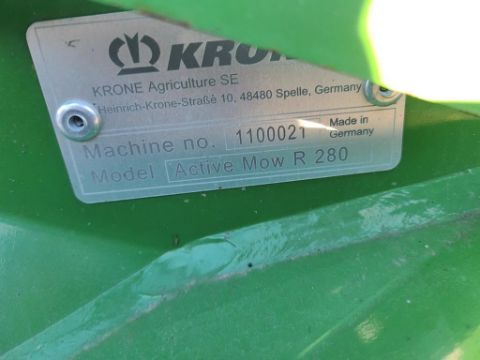 KRONE
KRONE Agriculture SE
Heinrich-Krone-Straße 10, 48480 Spelle, Germany
Machine no. 1100021 Made in Germany
Model Active Mow R 280